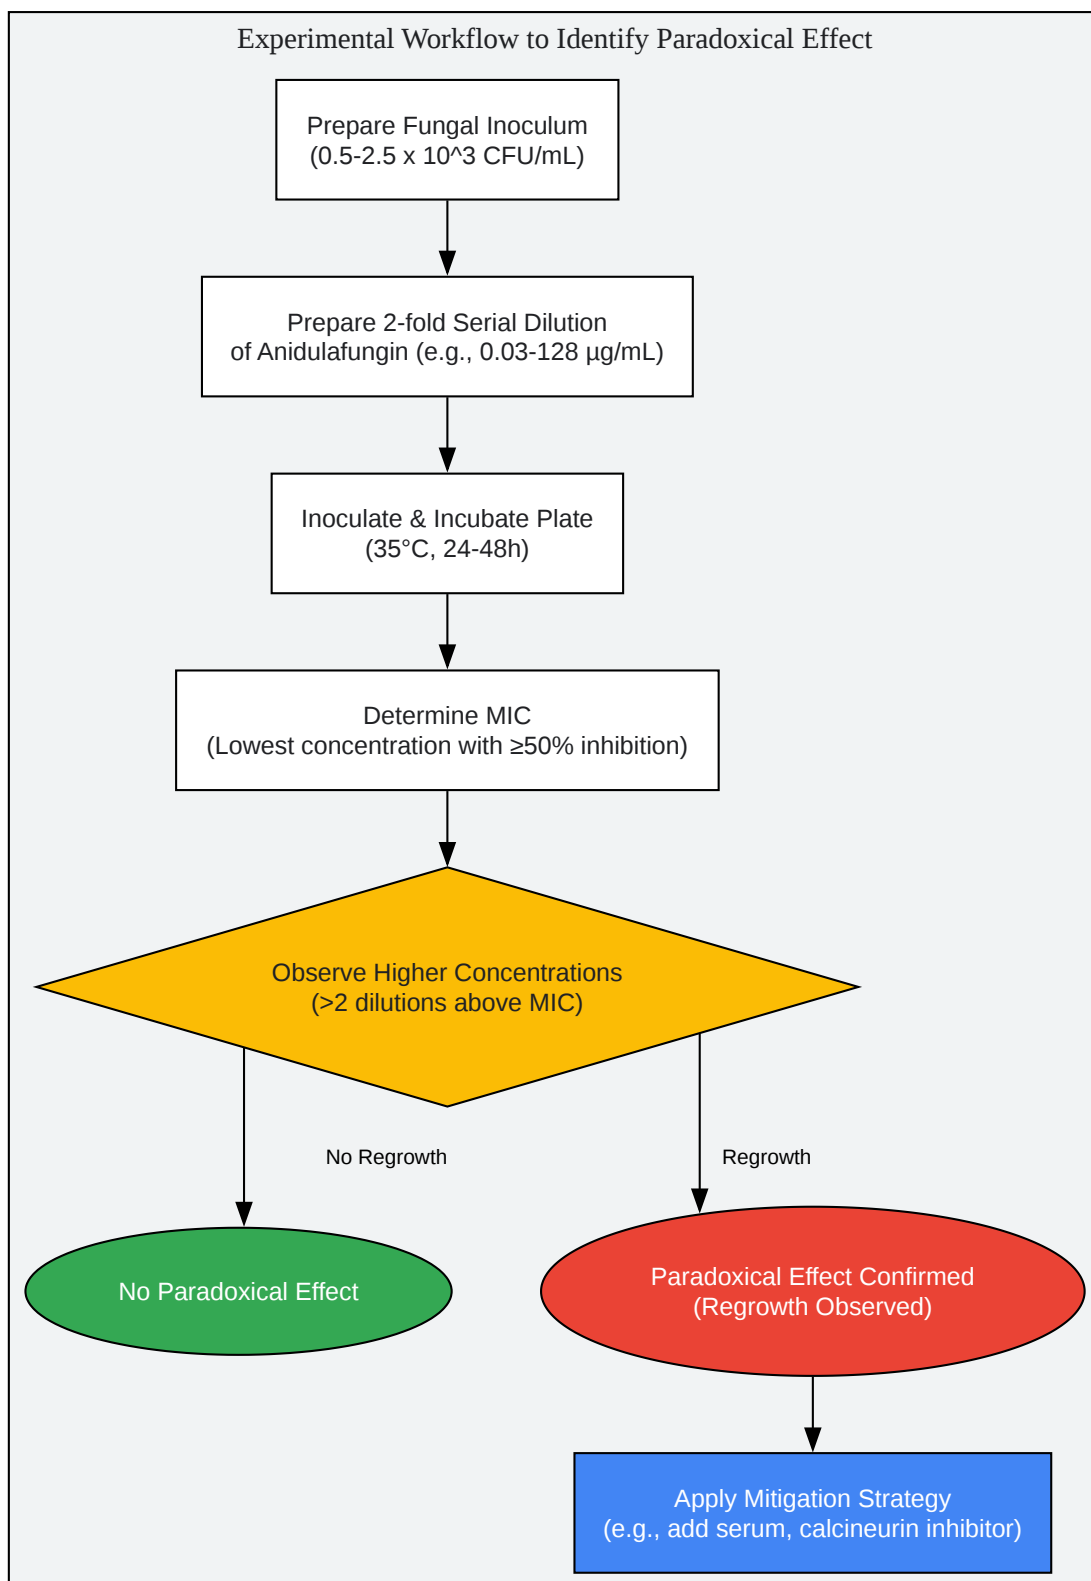 Experimental Workflow to Identify Paradoxical Effect
Prepare Fungal Inoculum
(0.5-2.5 x 10^3 CFU/mL)
Prepare 2-fold Serial Dilution
of Anidulafungin (e.g., 0.03-128 µg/mL)
Inoculate & Incubate Plate
(35°C, 24-48h)
Determine MIC
(Lowest concentration with ≥50% inhibition)
Observe Higher Concentrations
(>2 dilutions above MIC)
No Regrowth
Regrowth
No Paradoxical Effect
Paradoxical Effect Confirmed
(Regrowth Observed)
Apply Mitigation Strategy
(e.g., add serum, calcineurin inhibitor)